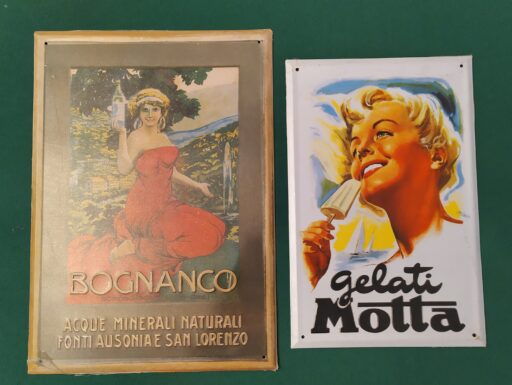 BOGNANCO
ACQUE MINERALI NATURALI
FONTI AUSONIA E SAN LORENZO
gelati
Motta